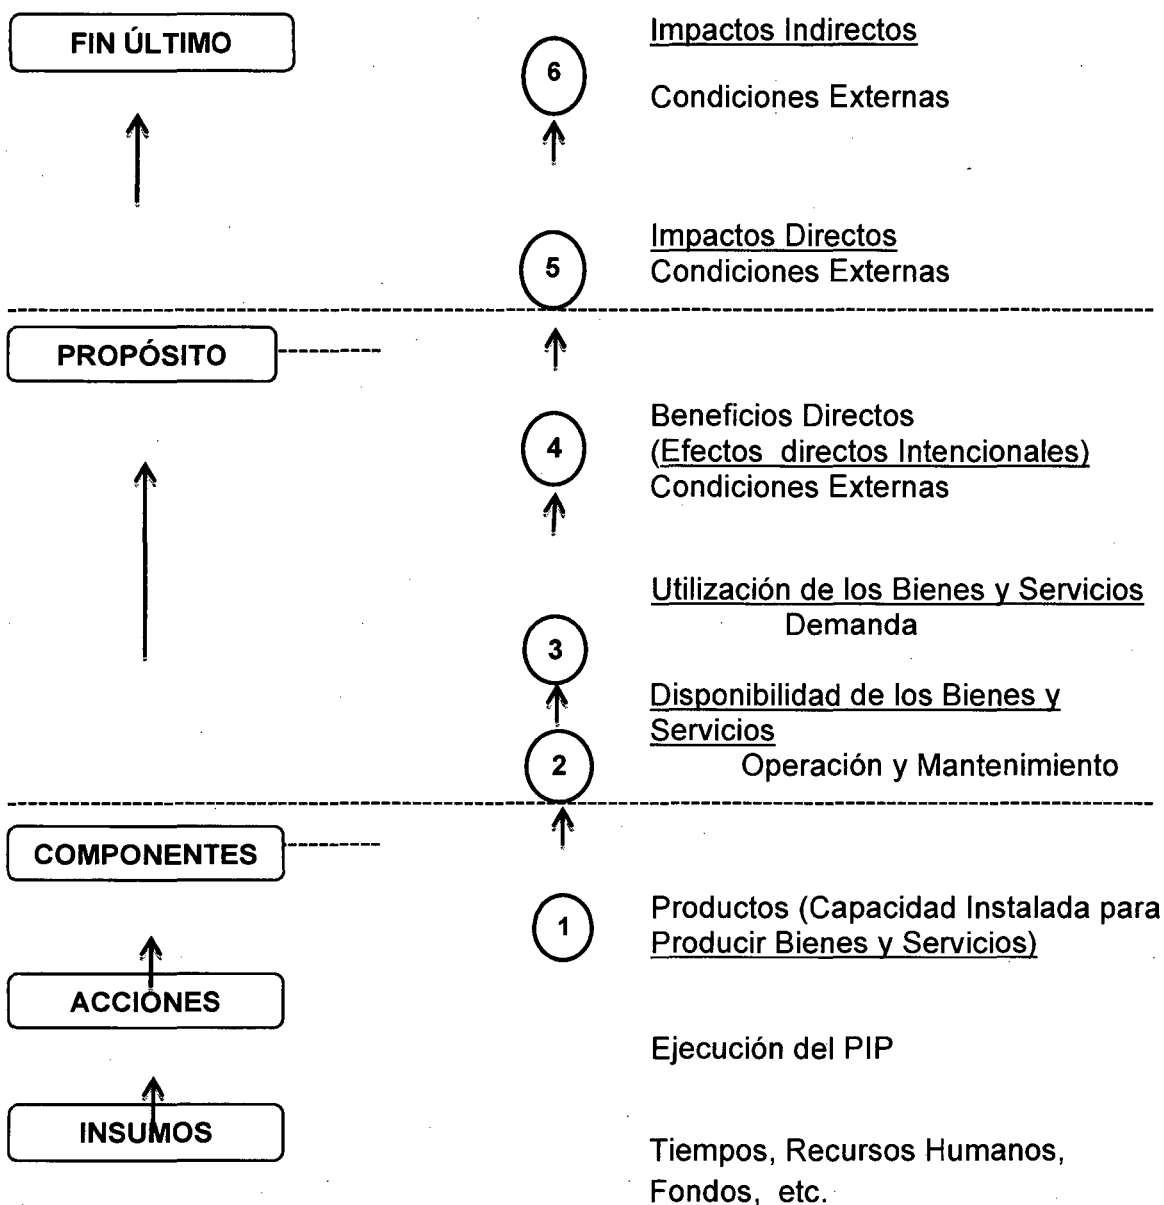 FIN ÚLTIMO
6
Impactos Indirectos
Condiciones Externas
5
Impactos Directos
Condiciones Externas
PROPÓSITO
4
Beneficios Directos
(Efectos directos Intencionales)
Condiciones Externas
3
Utilización de los Bienes y Servicios
Demanda
2
Disponibilidad de los Bienes y
Servicios
Operación y Mantenimiento
COMPONENTES
1
Productos (Capacidad Instalada para
Producir Bienes y Servicios)
ACCIONES
Ejecución del PIP
INSUMOS
Tiempos, Recursos Humanos,
Fondos, etc.